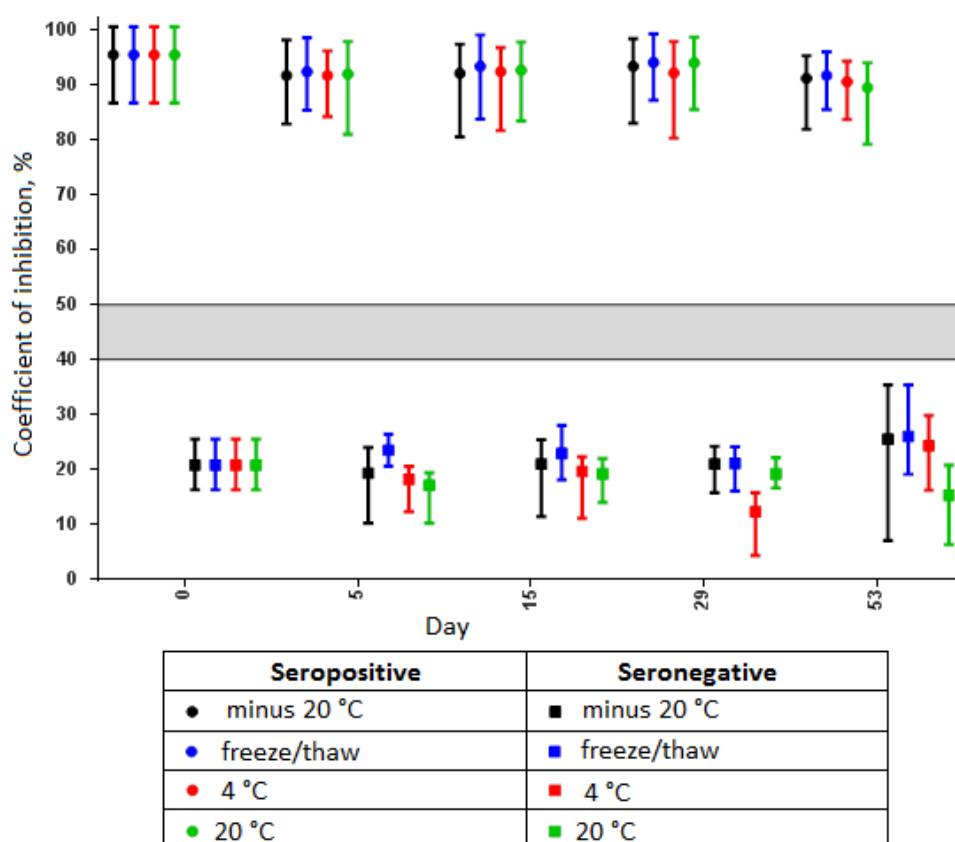 100
90
80
70
60
50
40
30
20
10
0
Coefficient of inhibition, %
0 5 15 29 53
Day
Seropositive Seronegative
minus 20 °C minus 20 °C
freeze/thaw freeze/thaw
4 °C 4 °C
20 °C 20 °C